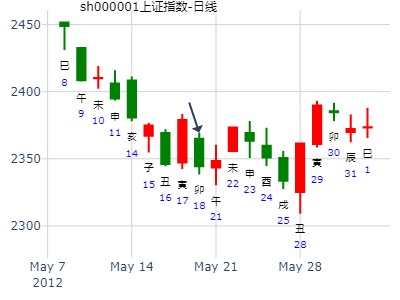 sh000001上证指数-日线
2450
2400
2350
2300
巳
8
午
9
未
10
申
11
亥
14
子
15
丑
16
寅
17
卯
18
午
21
未
22
申
23
酉
24
戌
25
丑
28
寅
29
卯
30
辰
31
巳
1
May 7
May 14
May 21
May 28
2012